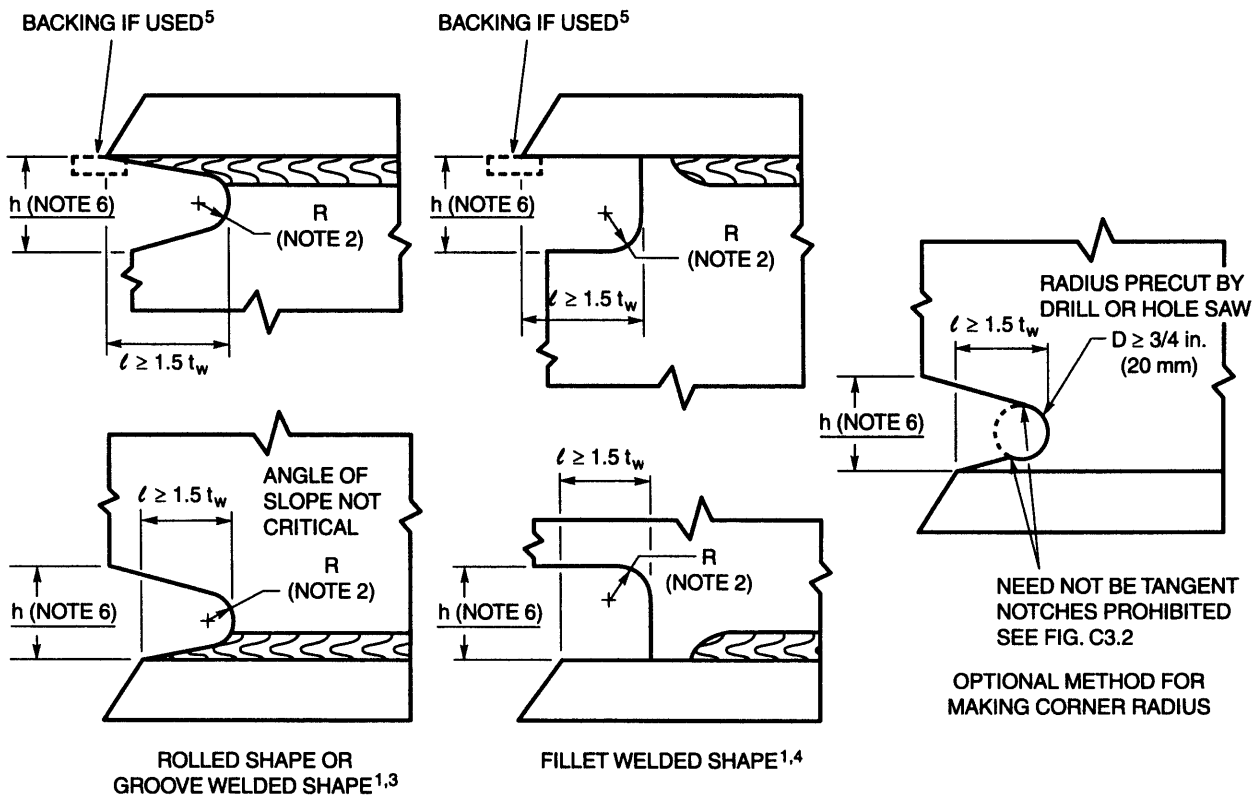 BACKING IF USED⁵
h (NOTE 6)
R
(NOTE 2)
ℓ ≥ 1.5 tw
BACKING IF USED⁵
h (NOTE 6)
R
(NOTE 2)
ℓ ≥ 1.5 tw
ANGLE OF
SLOPE NOT
CRITICAL
ℓ ≥ 1.5 tw
R
(NOTE 2)
h (NOTE 6)
ROLLED SHAPE OR
GROOVE WELDED SHAPE¹,³
ℓ ≥ 1.5 tw
R
(NOTE 2)
h (NOTE 6)
FILLET WELDED SHAPE¹,⁴
RADIUS PRECUT BY
DRILL OR HOLE SAW
ℓ ≥ 1.5 tw
D ≥ 3/4 in.
(20 mm)
h (NOTE 6)
NEED NOT BE TANGENT
NOTCHES PROHIBITED
SEE FIG. C3.2
OPTIONAL METHOD FOR
MAKING CORNER RADIUS